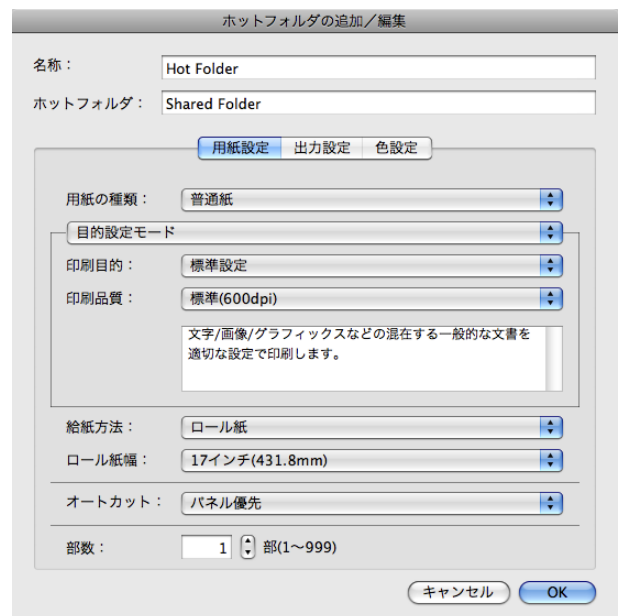 ホットフォルダの追加／編集
名称： Hot Folder
ホットフォルダ： Shared Folder
用紙設定 出力設定 色設定
用紙の種類： 普通紙
目的設定モード
印刷目的： 標準設定
印刷品質： 標準(600dpi)
文字/画像/グラフィックスなどの混在する一般的な文書を
適切な設定で印刷します。
給紙方法： ロール紙
ロール紙幅： 17インチ(431.8mm)
オートカット： パネル優先
部数： 1 部(1〜999)
キャンセル OK